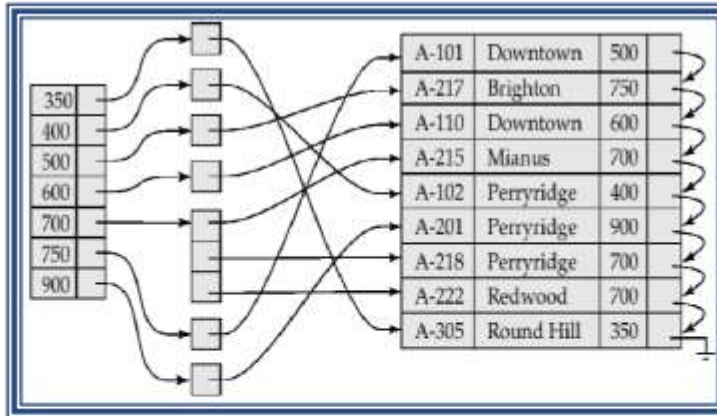 350
400
500
600
700
750
900
A-101 Downtown 500
A-217 Brighton 750
A-110 Downtown 600
A-215 Mianus 700
A-102 Perryridge 400
A-201 Perryridge 900
A-218 Perryridge 700
A-222 Redwood 700
A-305 Round Hill 350